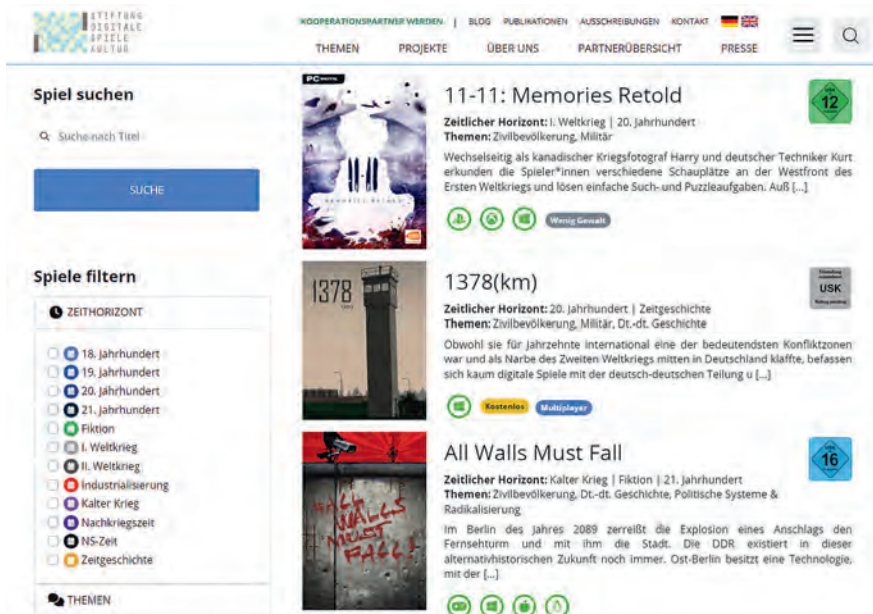 STIFTUNG
DIGITALE
SPIELE
KULTUR
KOOPERATIONSPARTNER WERDEN | BLOG PUBLIKATIONEN AUSSCHREIBUNGEN KONTAKT
THEMEN PROJEKTE ÜBER UNS PARTNERÜBERSICHT PRESSE
Spiel suchen
Suche nach Titel
SUCHE
Spiele filtern
ZEITHORIZONT
18. Jahrhundert
19. Jahrhundert
20. Jahrhundert
21. Jahrhundert
Fiktion
I. Weltkrieg
II. Weltkrieg
Industrialisierung
Kalter Krieg
Nachkriegszeit
NS-Zeit
Zeitgeschichte
THEMEN
PC
11-11
MEMORIES RETOLD
11-11: Memories Retold
12
Zeitlicher Horizont: I. Weltkrieg | 20. Jahrhundert
Themen: Zivilbevölkerung, Militär
Wechselseitig als kanadischer Kriegsfotograf Harry und deutscher Techniker Kurt
erkunden die Spieler*innen verschiedene Schauplätze an der Westfront des
Ersten Weltkriegs und lösen einfache Such- und Puzzleaufgaben. Auß [...]
Wenig Gewalt
1378
1378(km)
USK
Zeitlicher Horizont: 20. Jahrhundert | Zeitgeschichte
Themen: Zivilbevölkerung, Militär, Dt.-dt. Geschichte
Obwohl sie für Jahrzehnte international eine der bedeutendsten Konfliktzonen
war und als Narbe des Zweiten Weltkriegs mitten in Deutschland klaffte, befassen
sich kaum digitale Spiele mit der deutsch-deutschen Teilung u [...]
Kostenlos Multiplayer
#ALL
WALLS
MUST
FALL!
All Walls Must Fall
16
Zeitlicher Horizont: Kalter Krieg | Fiktion | 21. Jahrhundert
Themen: Zivilbevölkerung, Dt.-dt. Geschichte, Politische Systeme &
Radikalisierung
Im Berlin des Jahres 2089 zerreißt die Explosion eines Anschlags den
Fernsehturm und mit ihm die Stadt. Die DDR existiert in dieser
alternativhistorischen Zukunft noch immer. Ost-Berlin besitzt eine Technologie,
mit der [...]